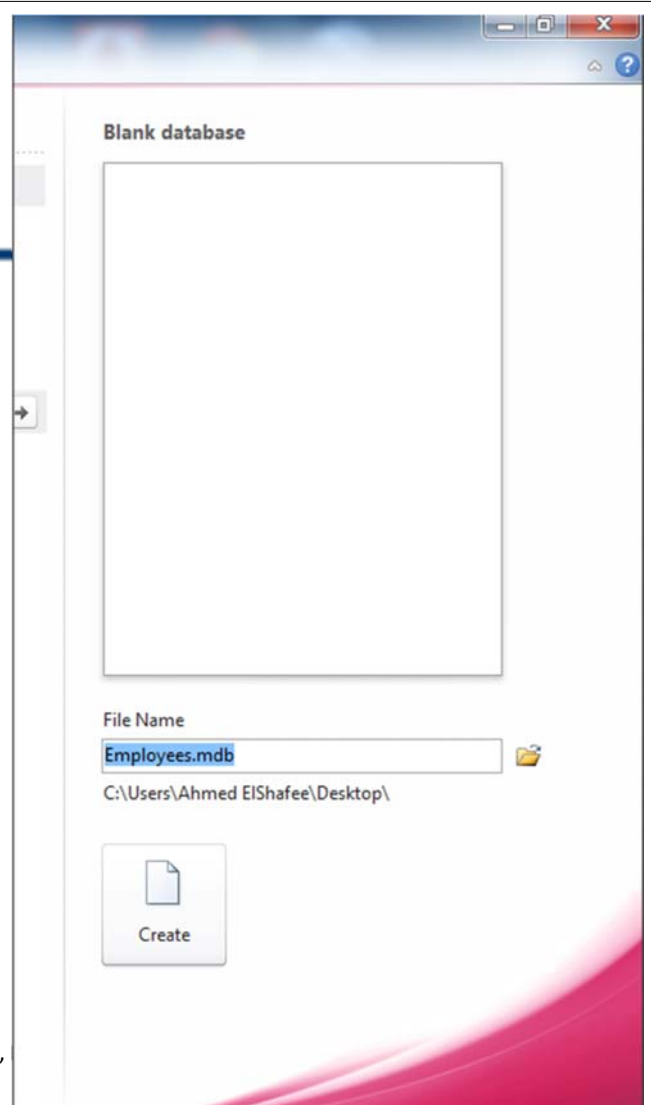 Blank database
File Name
Employees.mdb
C:\Users\Ahmed ElShafee\Desktop\
Create
,